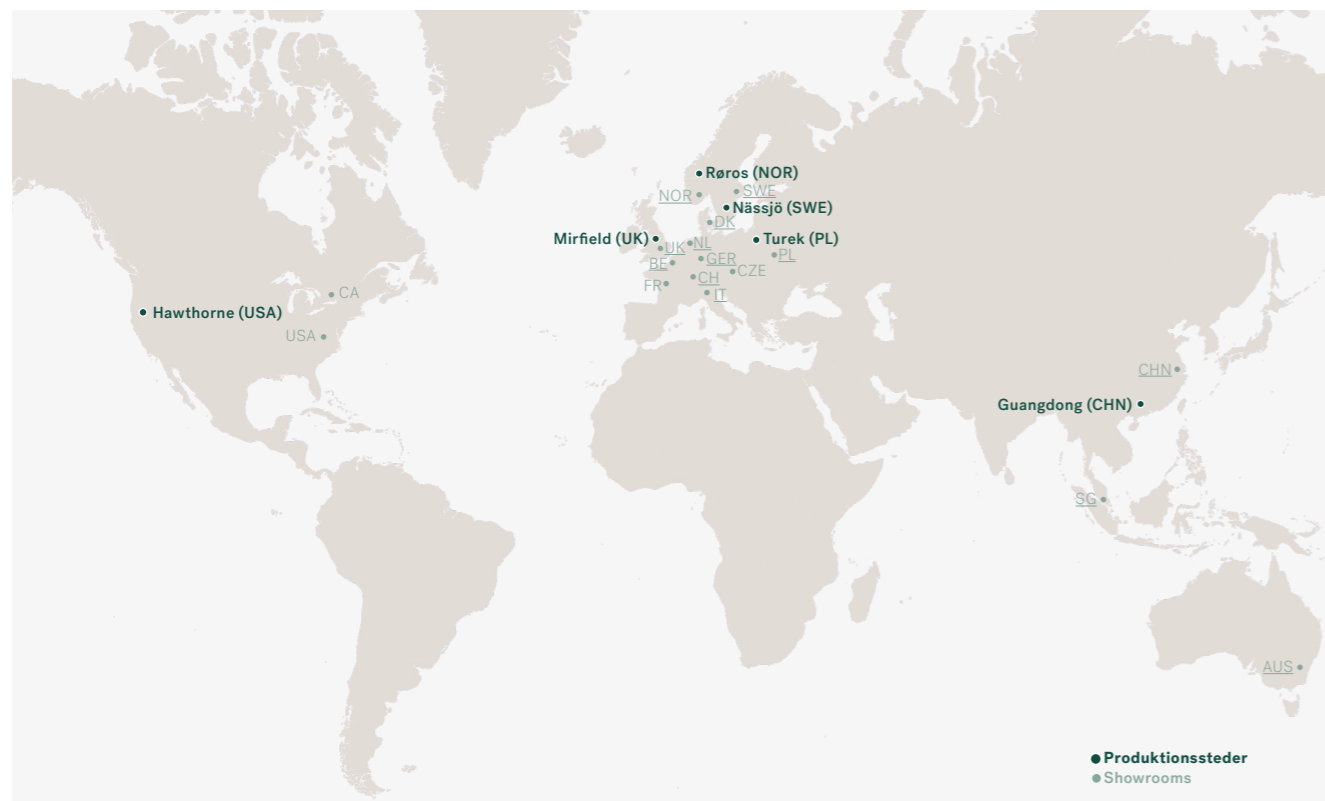 Røros (NOR)
NOR
SWE
Nässjö (SWE)
DK
Mirfield (UK)
Turek (PL)
UK
NL
PL
BE
GER
CZE
CH
FR
IT
CA
Hawthorne (USA)
USA
CHN
Guangdong (CHN)
SG
AUS
Produktionssteder
Showrooms